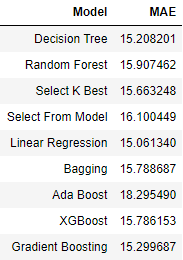 Model MAE
Decision Tree 15.208201
Random Forest 15.907462
Select K Best 15.663248
Select From Model 16.100449
Linear Regression 15.061340
Bagging 15.788687
Ada Boost 18.295490
XGBoost 15.786153
Gradient Boosting 15.299687